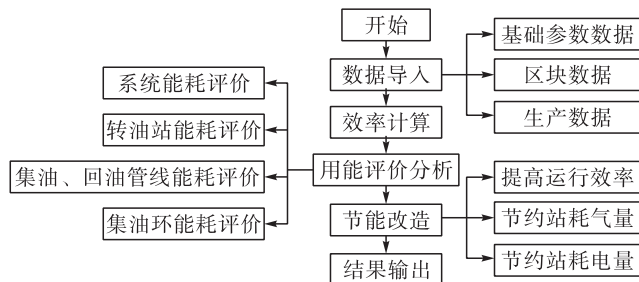 开始
数据导入
效率计算
用能评价分析
节能改造
结果输出
基础参数数据
区块数据
生产数据
系统能耗评价
转油站能耗评价
集油、回油管线能耗评价
集油环能耗评价
提高运行效率
节约站耗气量
节约站耗电量